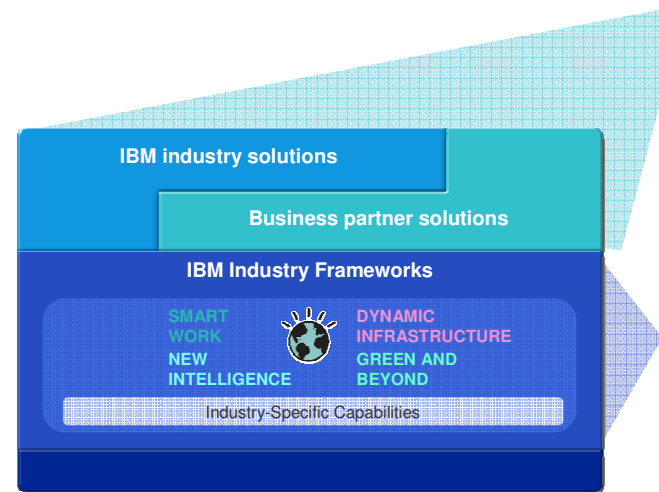 IBM industry solutions
Business partner solutions
IBM Industry Frameworks
SMART
WORK
DYNAMIC
INFRASTRUCTURE
NEW
INTELLIGENCE
GREEN AND
BEYOND
Industry-Specific Capabilities